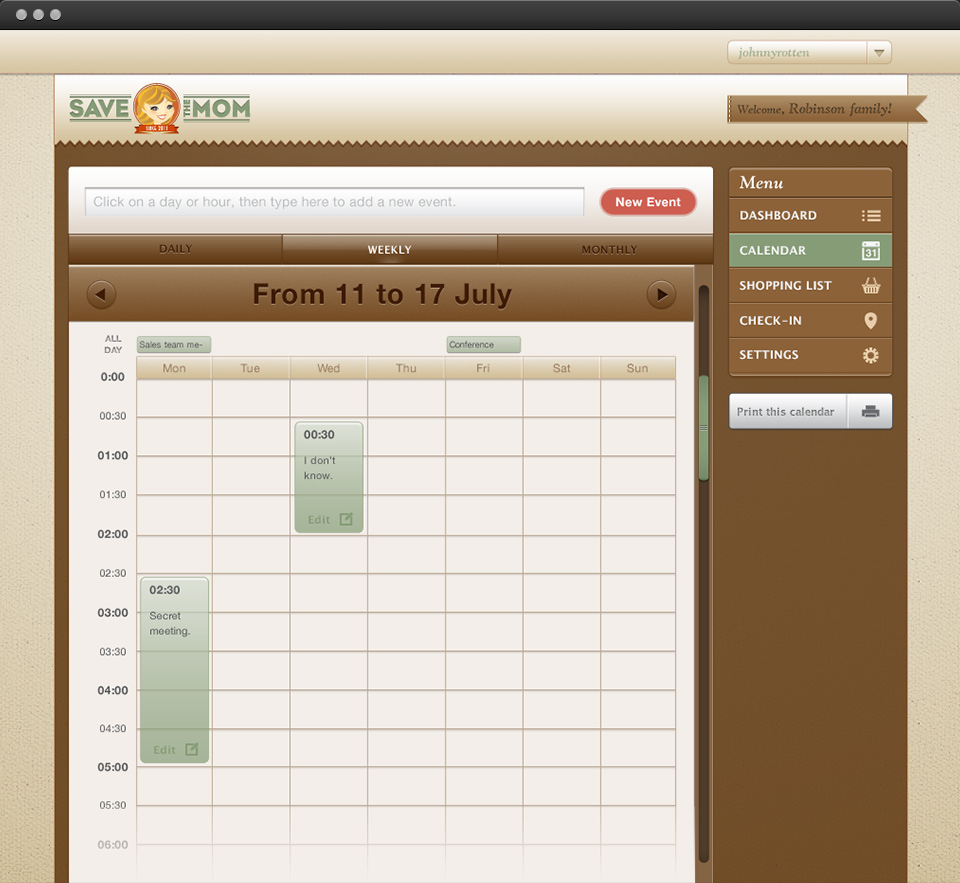 johnnyrotten
SAVE THE MOM
Welcome, Robinson family!
Click on a day or hour, then type here to add a new event.
New Event
DAILY
WEEKLY
MONTHLY
From 11 to 17 July
ALL
DAY
Sales team me-
Conference
Mon Tue Wed Thu Fri Sat Sun
0:00
00:30
01:00
01:30
02:00
02:30
03:00
03:30
04:00
04:30
05:00
05:30
06:00
00:30
I don't
know.
Edit
02:30
Secret
meeting.
Edit
Menu
DASHBOARD
CALENDAR
31
SHOPPING LIST
CHECK-IN
SETTINGS
Print this calendar